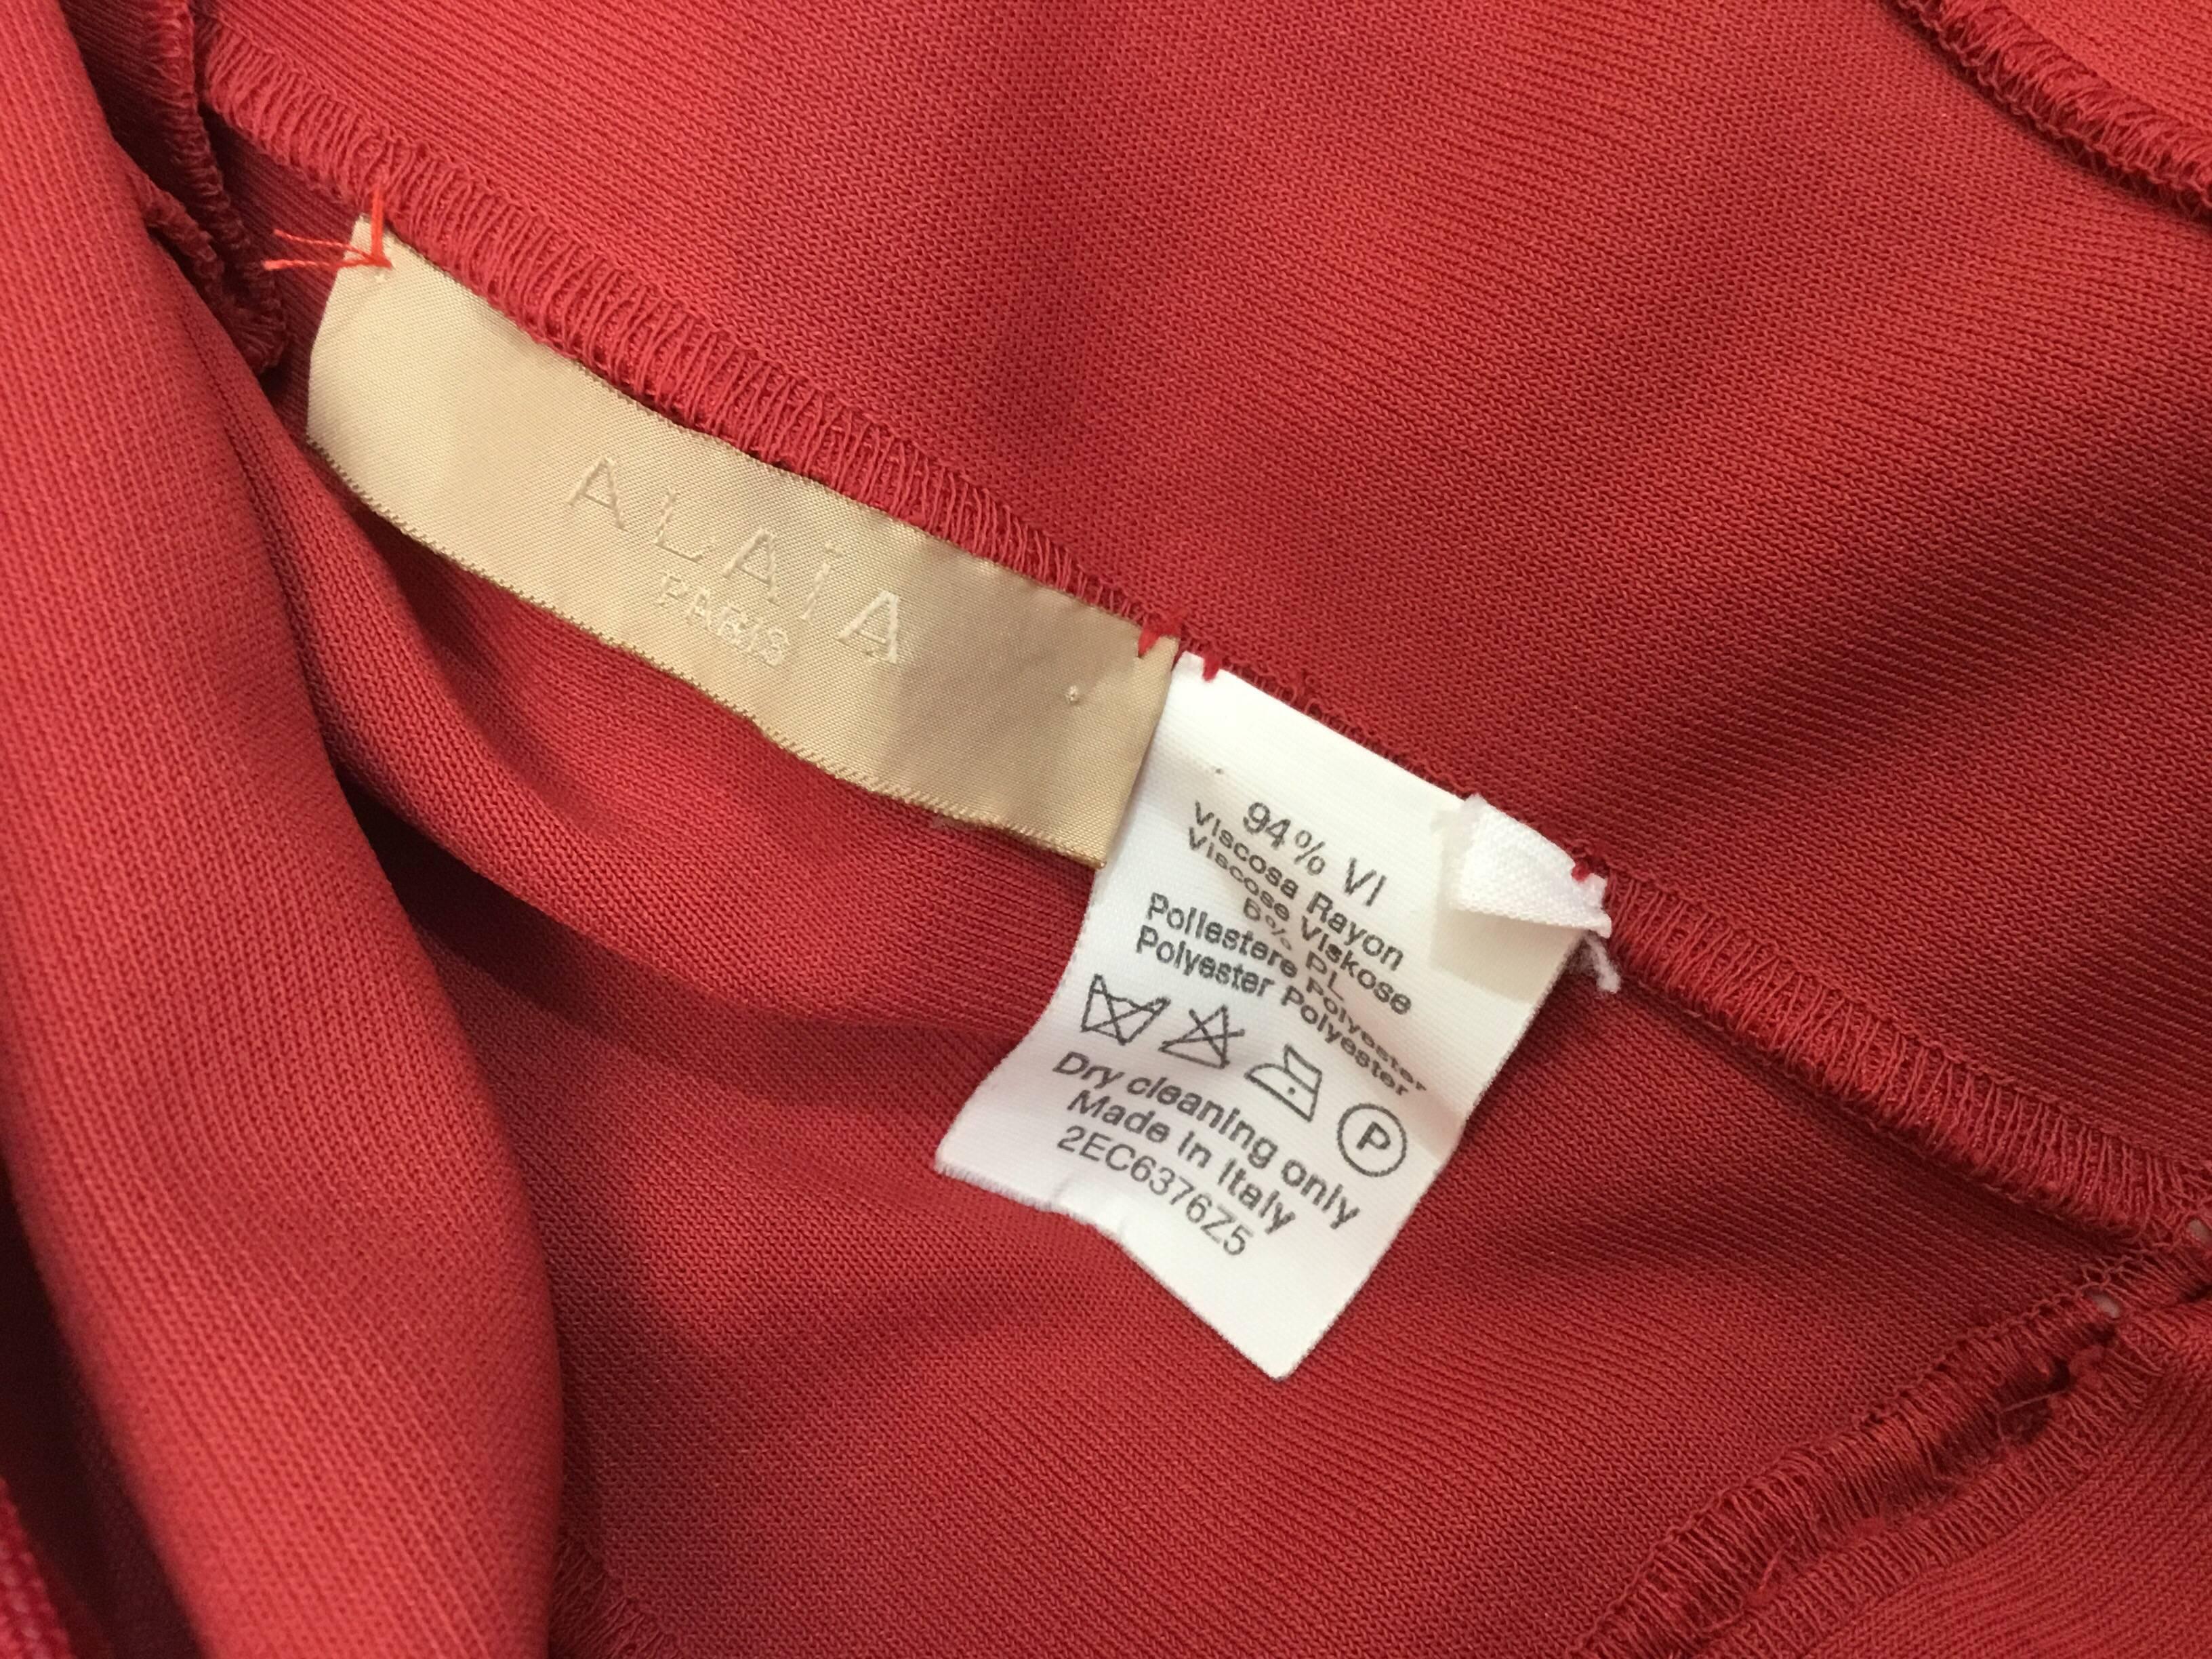 ALAÏA
PARIS
94% VI
Viscosa Rayon
Viscose Viskose
6% PL
Poliestere Polyester
Polyester Polyester
P
Dry cleaning only
Made in Italy
2EC6376Z5